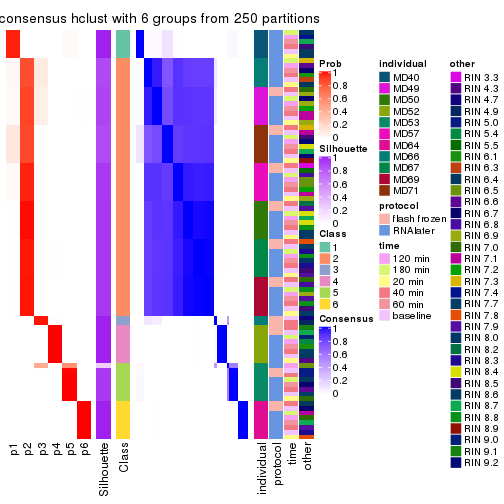 consensus hclust with 6 groups from 250 partitions
p1
p2
p3
p4
p5
p6
Silhouette
Class
individual
protocol
time
other
Prob
1
0.8
0.6
0.4
0.2
0
Silhouette
1
0.8
0.6
0.4
0.2
0
Class
1
2
3
4
5
6
Consensus
1
0.8
0.6
0.4
0.2
0
individual
MD40
MD49
MD50
MD52
MD53
MD57
MD64
MD66
MD67
MD69
MD71
protocol
flash frozen
RNAlater
time
120 min
180 min
20 min
40 min
60 min
baseline
other
RIN 3.3
RIN 4.3
RIN 4.7
RIN 4.9
RIN 5.0
RIN 5.4
RIN 5.5
RIN 6.1
RIN 6.3
RIN 6.4
RIN 6.5
RIN 6.6
RIN 6.7
RIN 6.8
RIN 6.9
RIN 7.0
RIN 7.1
RIN 7.2
RIN 7.3
RIN 7.4
RIN 7.7
RIN 7.8
RIN 7.9
RIN 8.0
RIN 8.2
RIN 8.3
RIN 8.4
RIN 8.5
RIN 8.6
RIN 8.7
RIN 8.8
RIN 8.9
RIN 9.0
RIN 9.1
RIN 9.2